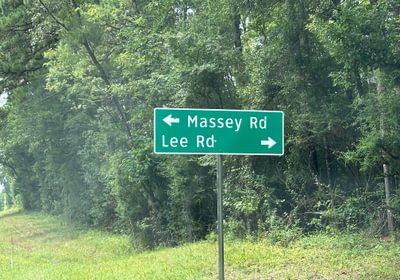 ← Massey Rd
Lee Rd →